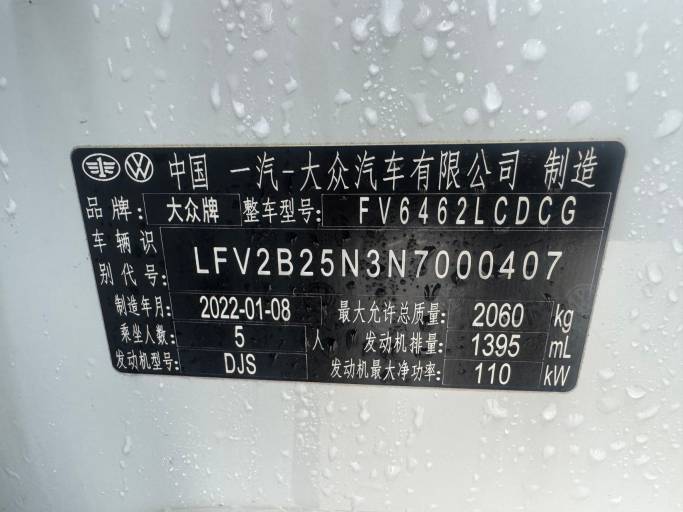 中国 一汽-大众汽车有限公司 制造
品牌: 大众牌 整车型号: FV6462LCDCG
车辆识别代号: LFV2B25N3N7000407
制造年月: 2022-01-08 最大允许总质量: 2060 kg
乘坐人数: 5 人 发动机排量: 1395 mL
发动机型号: DJS 发动机最大净功率: 110 kW